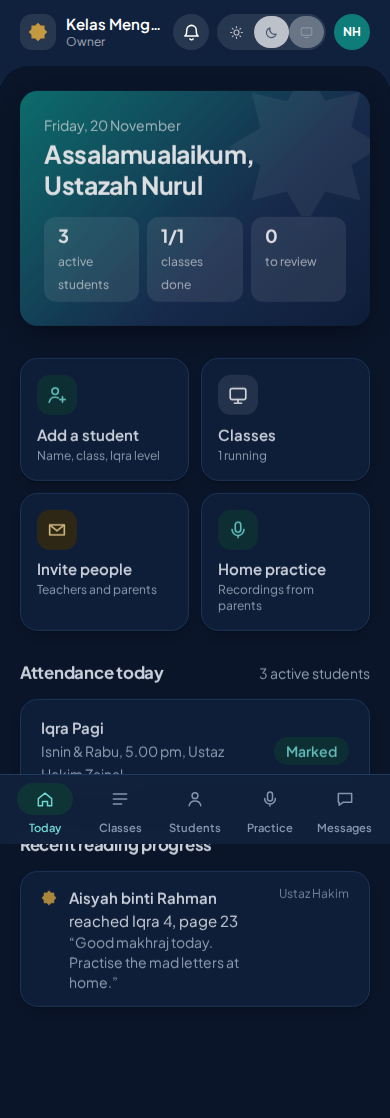 Kelas Meng...
Owner
NH
Friday, 20 November
Assalamualaikum,
Ustazah Nurul
3
active
students
1/1
classes
done
0
to review
Add a student
Name, class, Iqra level
Classes
1 running
Invite people
Teachers and parents
Home practice
Recordings from
parents
Attendance today
3 active students
Iqra Pagi
Isnin & Rabu, 5.00 pm, Ustaz
Marked
Today
Classes
Students
Practice
Messages
Recent reading progress
Aisyah binti Rahman
Ustaz Hakim
reached Iqra 4, page 23
“Good makhraj today.
Practise the mad letters at
home.”